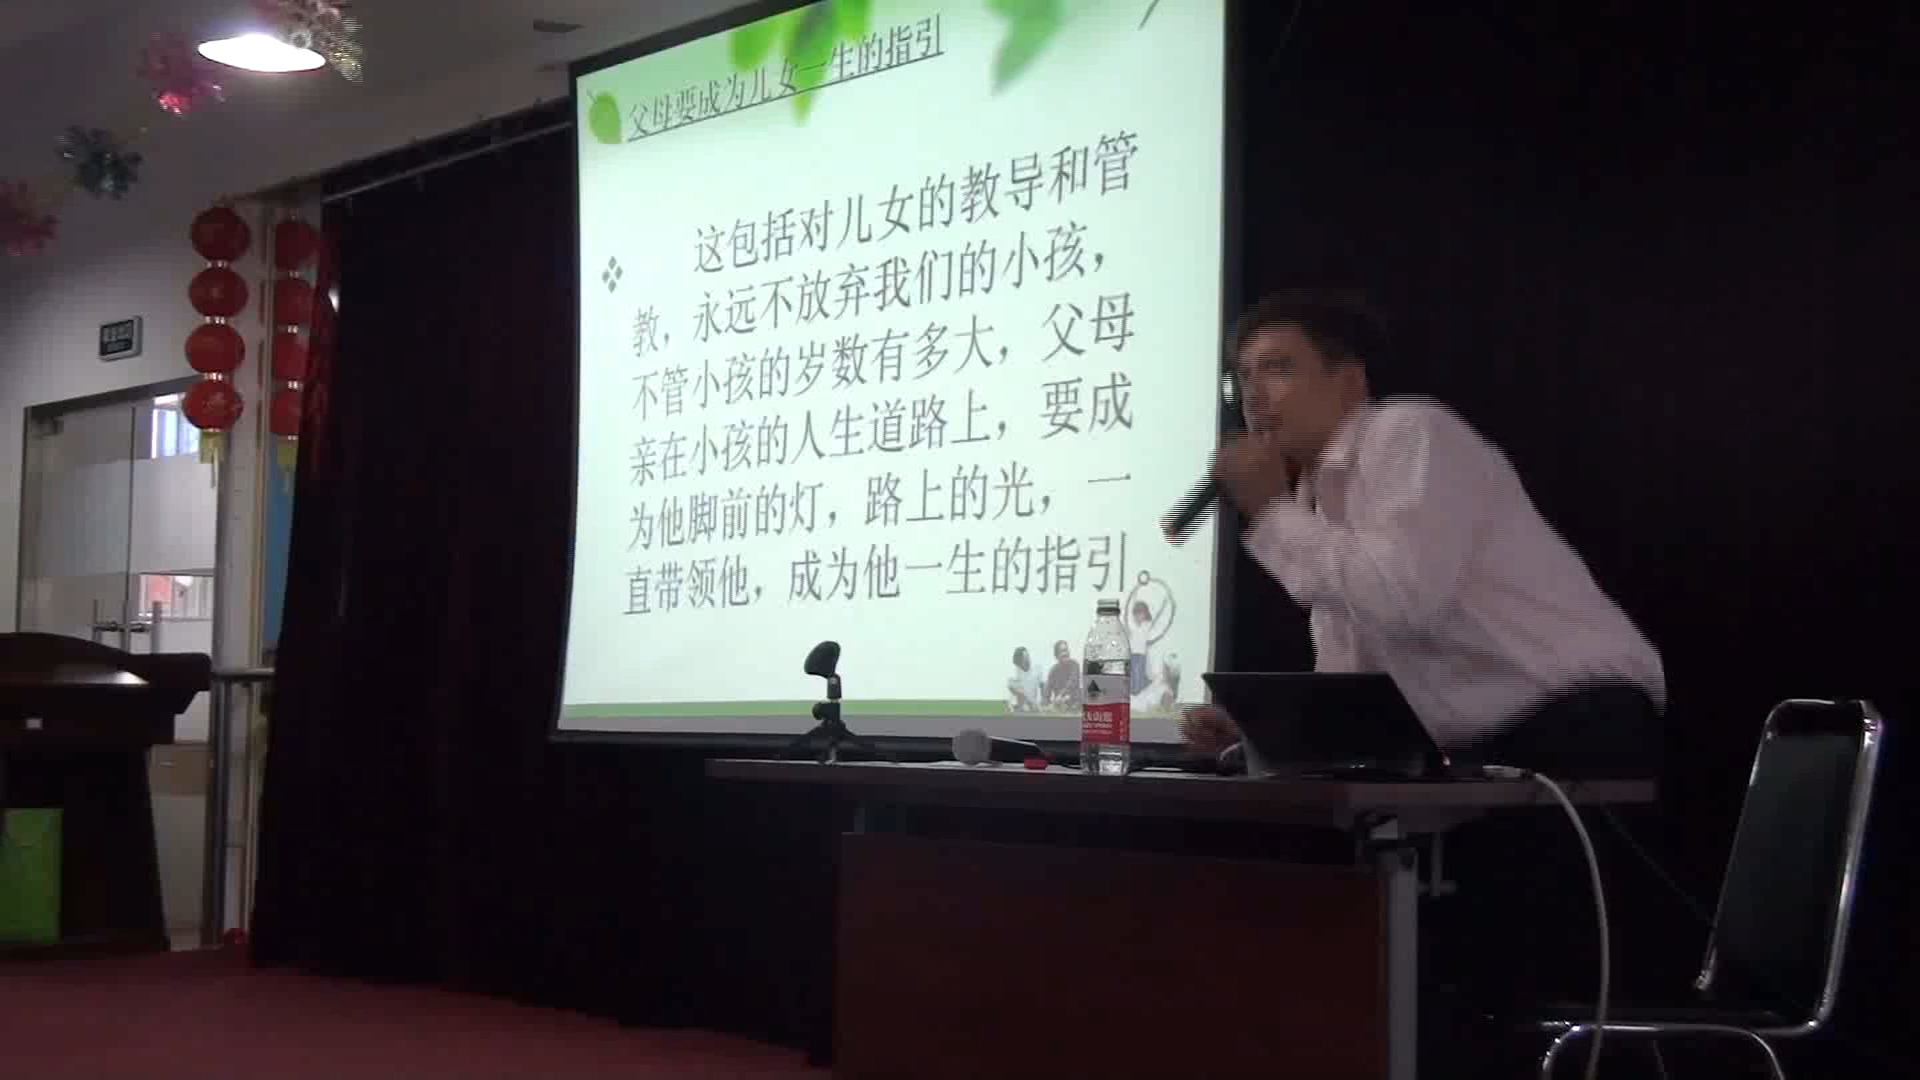 父母要成为儿女一生的指引
这包括对儿女的教导和管
教，永远不放弃我们的小孩，
不管小孩的岁数有多大，父母
亲在小孩的人生道路上，要成
为他脚前的灯，路上的光，一
直带领他，成为他一生的指引。